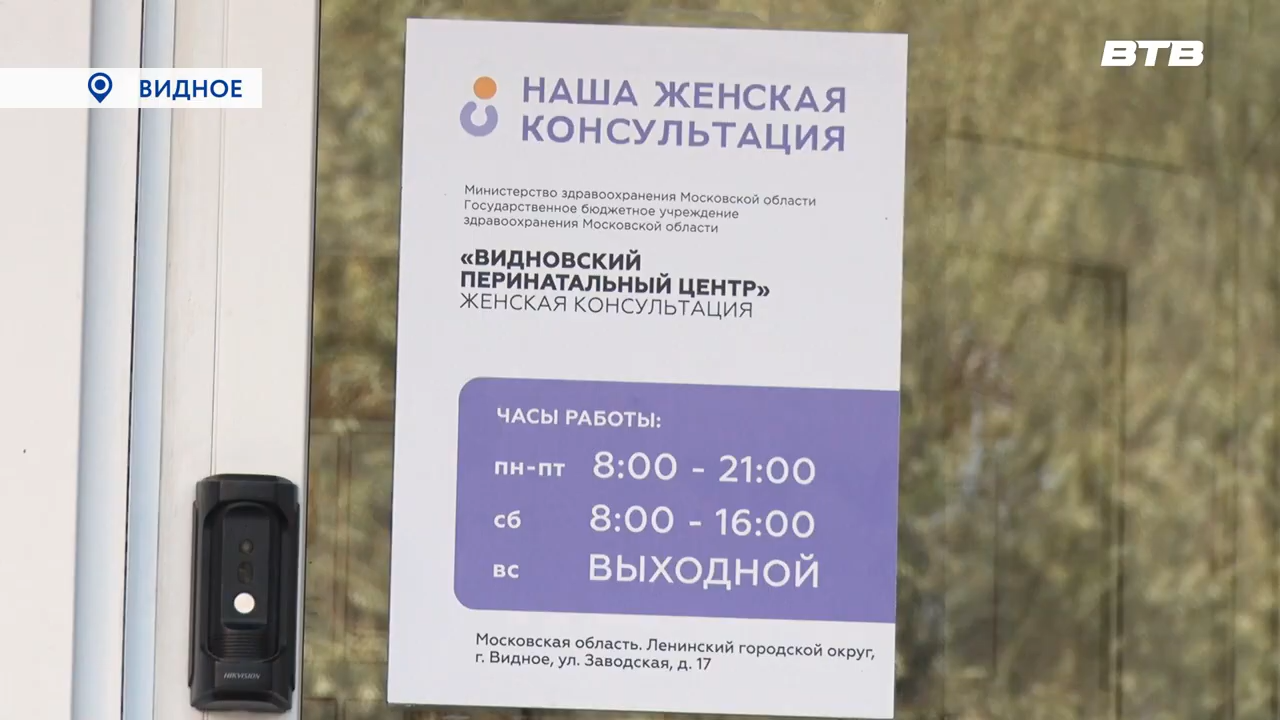 ВТВ
ВИДНОЕ
НАША ЖЕНСКАЯ
КОНСУЛЬТАЦИЯ
Министерство здравоохранения Московской области
Государственное бюджетное учреждение
здравоохранения Московской области
«ВИДНОВСКИЙ
ПЕРИНАТАЛЬНЫЙ ЦЕНТР»
ЖЕНСКАЯ КОНСУЛЬТАЦИЯ
ЧАСЫ РАБОТЫ:
пн-пт 8:00 - 21:00
сб 8:00 - 16:00
вс ВЫХОДНОЙ
Московская область. Ленинский городской округ,
г. Видное, ул. Заводская, д. 17
HIKVISION